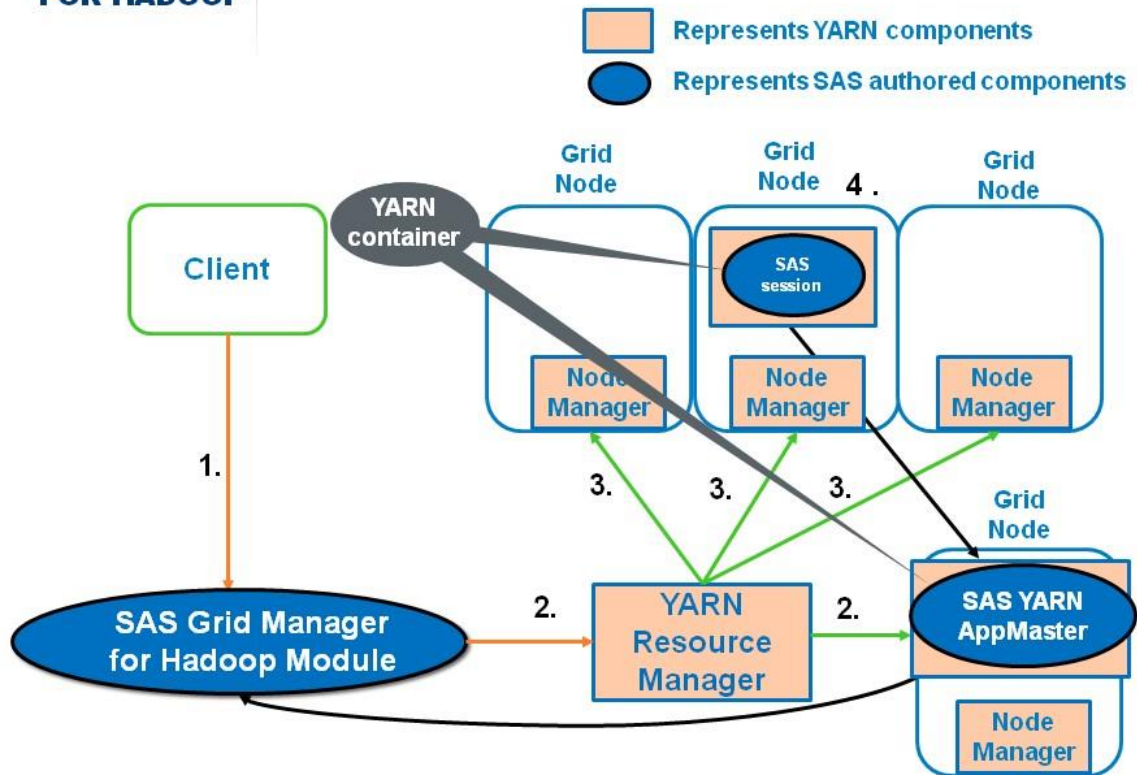 FOR HADOOP
Represents YARN components
Represents SAS authored components
Grid
Node
Grid
Node
4 .
Grid
Node
YARN
container
Client
SAS
session
Node
Manager
Node
Manager
Node
Manager
1.
3.
3.
3.
Grid
Node
SAS Grid Manager
for Hadoop Module
2.
YARN
Resource
Manager
2.
SAS YARN
AppMaster
Node
Manager